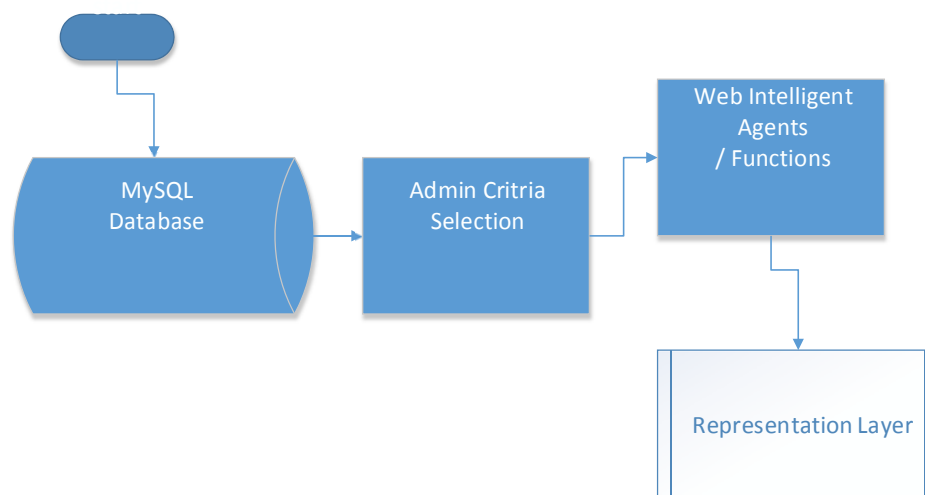 MySQL
Database
Admin Critria
Selection
Web Intelligent
Agents
/ Functions
Representation Layer